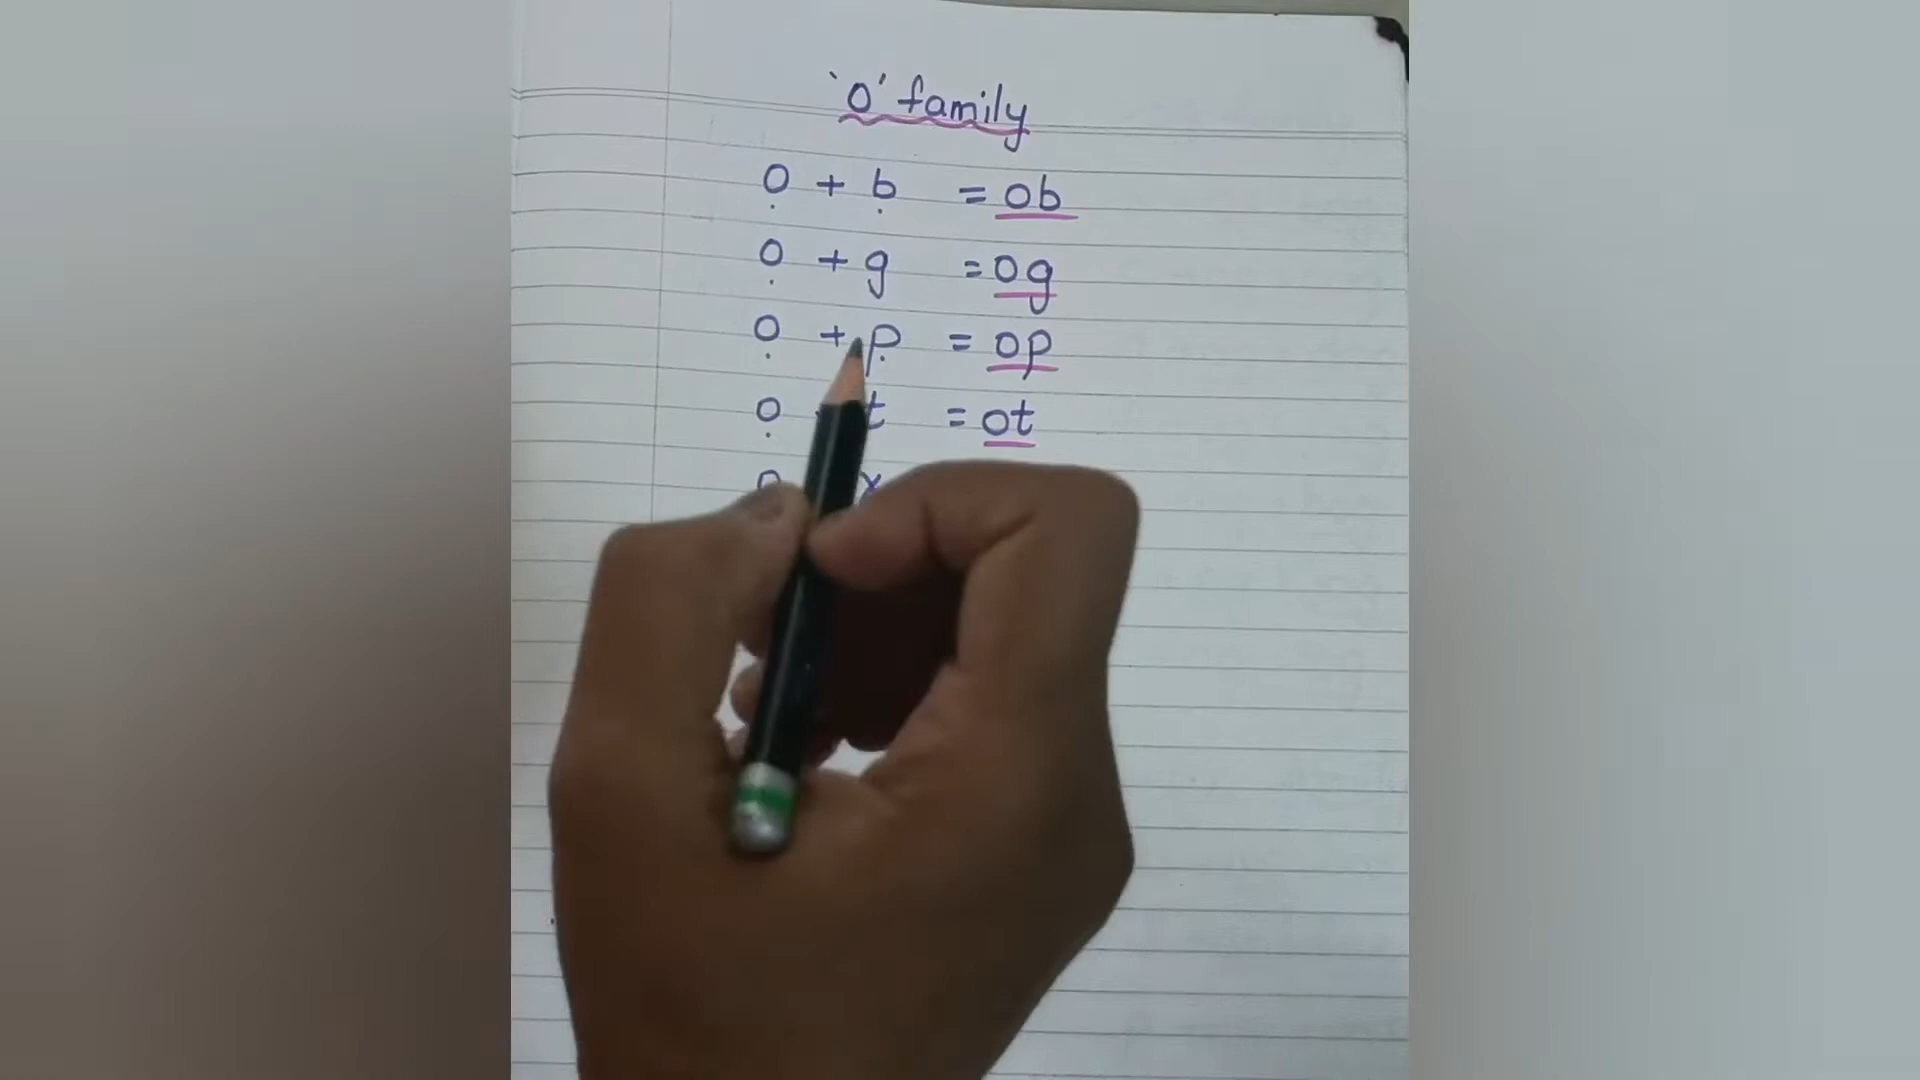 'o' family
o + b = ob
o + g = og
o + p = op
o t = ot
o x